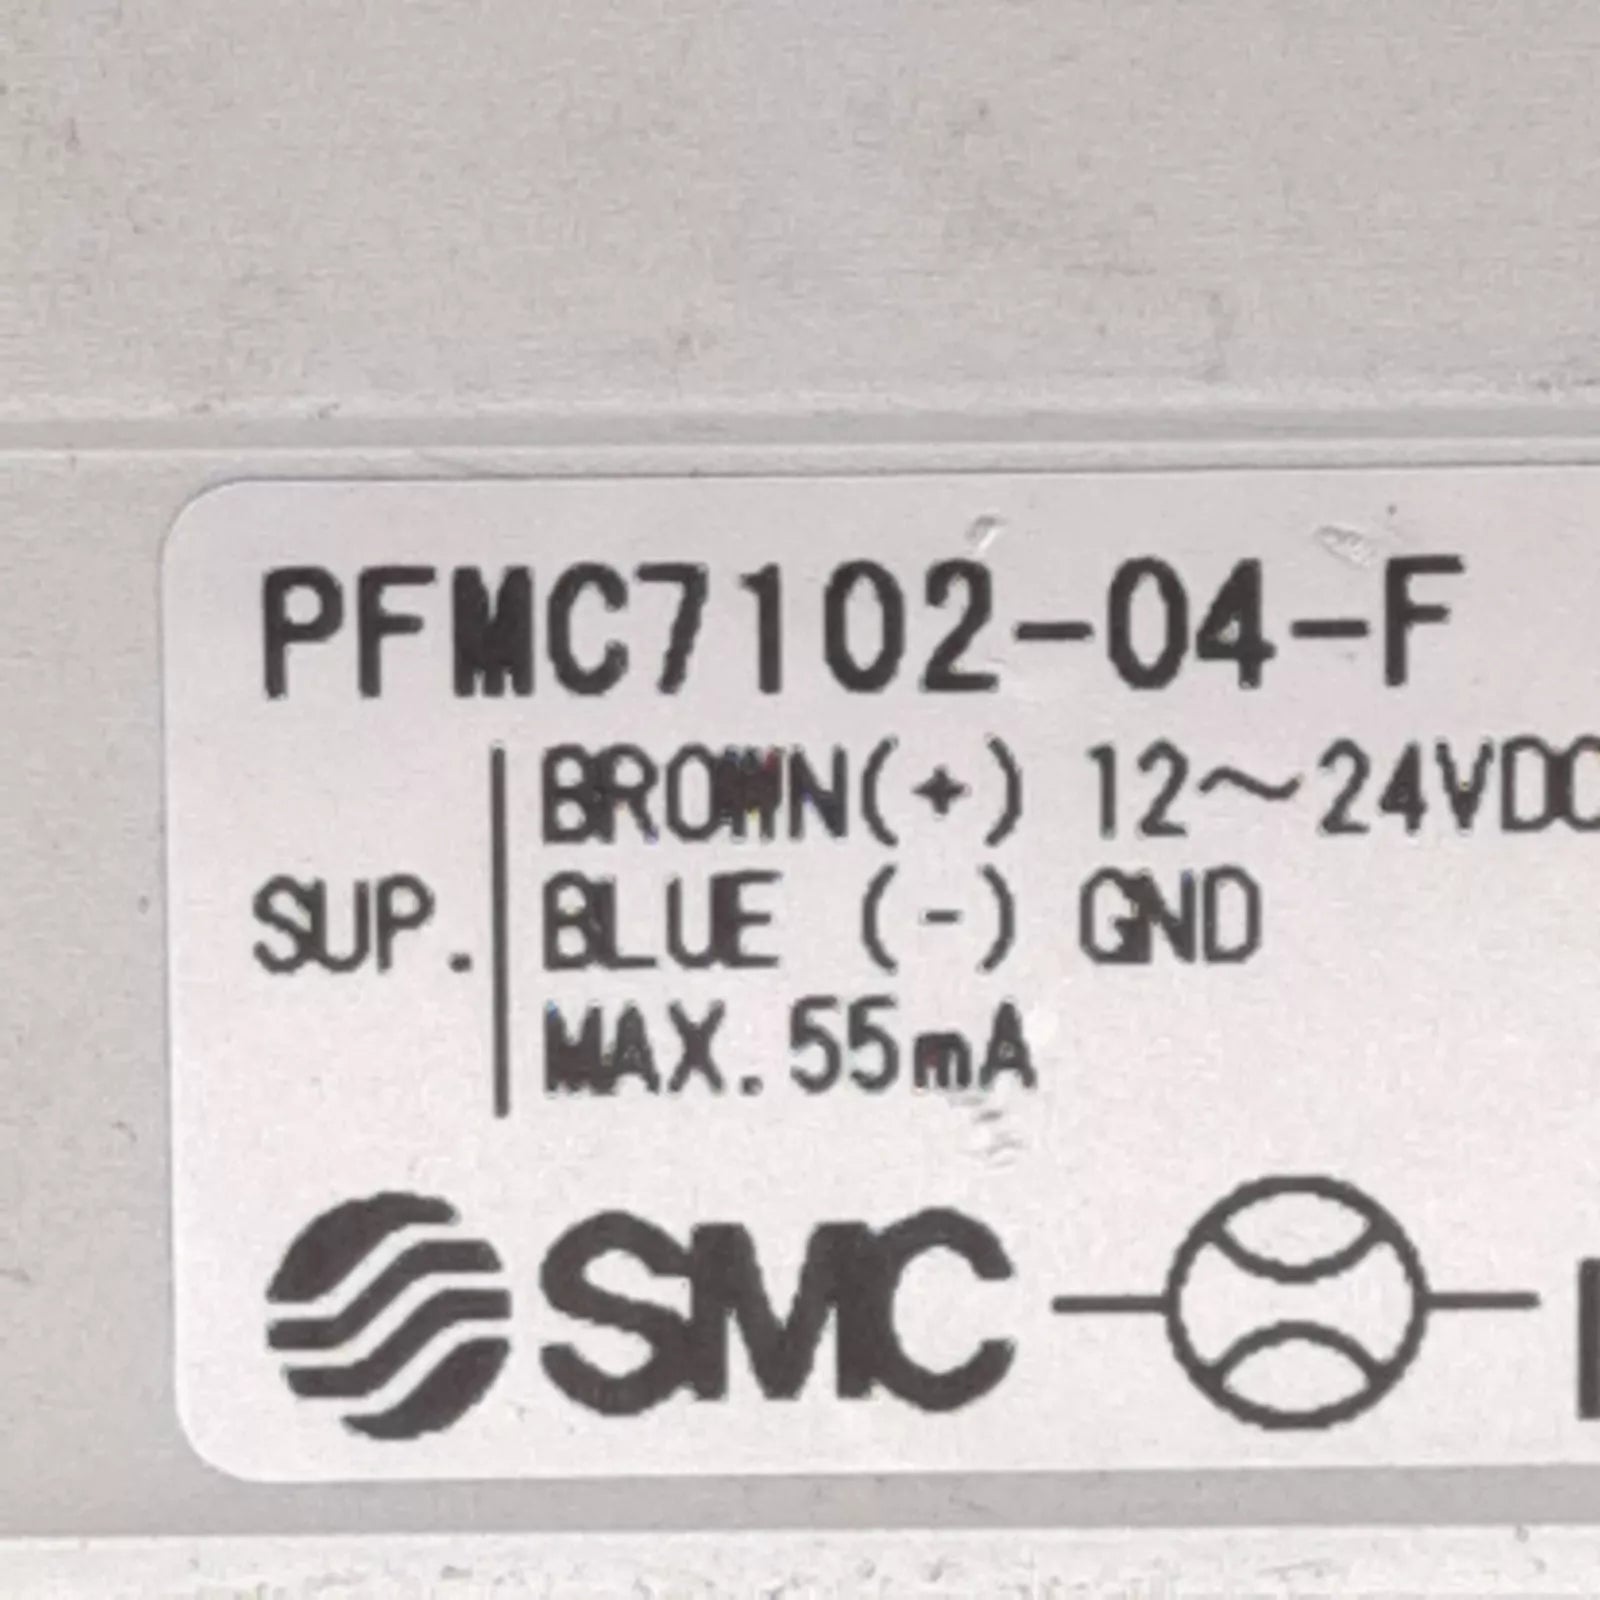 PFMC7102-04-F
BROWN(+) 12～24VDC
SUP. BLUE (-) GND
MAX.55mA
SMC